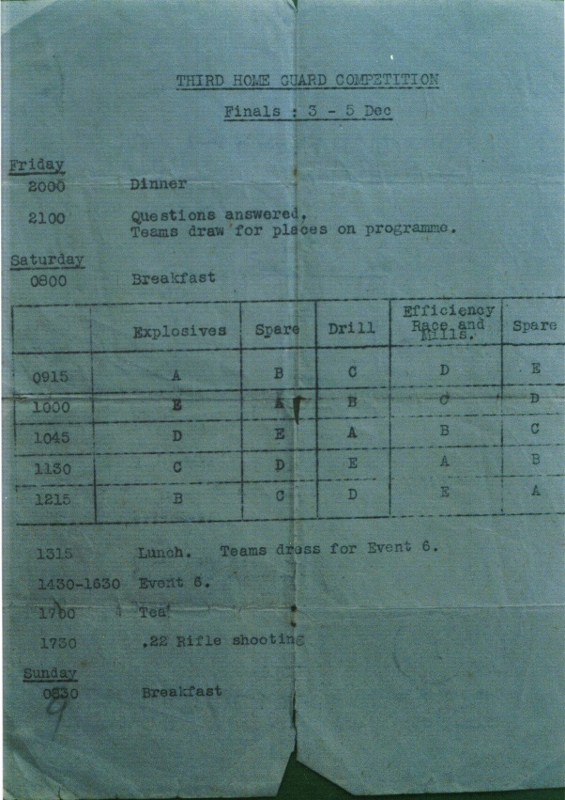 THIRD HOME GUARD COMPETITION
Finals : 3 - 5 Dec
Friday
2000 Dinner
2100 Questions answered.
Teams draw for places on programme.
Saturday
0800 Breakfast
Explosives Spare Drill Efficiency Race and Mills. Spare
0915 A B C D E
1000 E A B C D
1045 D E A B C
1130 C D E A B
1215 B C D E A
1315 Lunch. Teams dress for Event 6.
1430-1630 Event 6.
1700 Tea
1730 .22 Rifle shooting
Sunday
0830 Breakfast
9